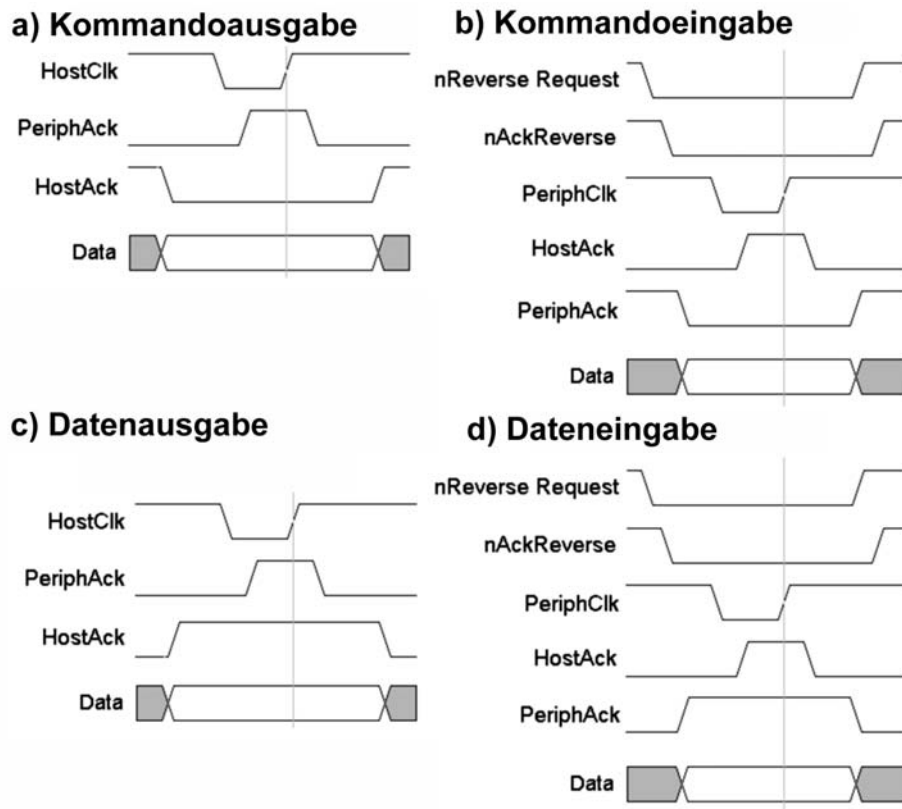 a) Kommandoausgabe
HostClk
PeriphAck
HostAck
Data
b) Kommandoeingabe
nReverse Request
nAckReverse
PeriphClk
HostAck
PeriphAck
Data
c) Datenausgabe
HostClk
PeriphAck
HostAck
Data
d) Dateneingabe
nReverse Request
nAckReverse
PeriphClk
HostAck
PeriphAck
Data